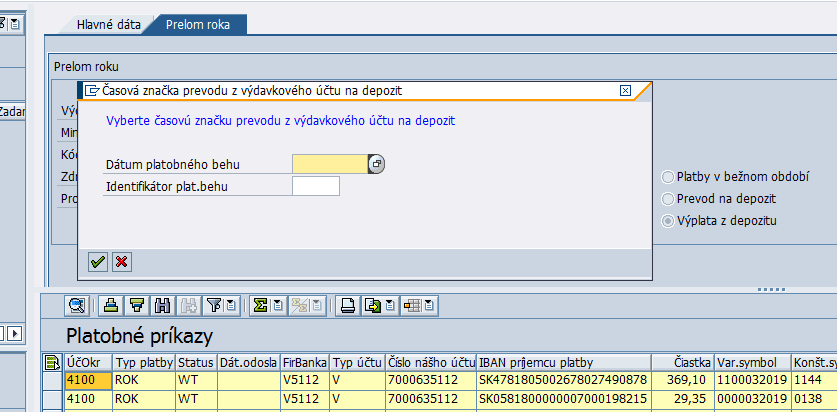 Hlavné dáta Prelom roka
Prelom roku
Zadar
Časová značka prevodu z výdavkového účtu na depozit
Vyberte časovú značku prevodu z výdavkového účtu na depozit
Výd
Min
Kód
Zdr
Pro
Dátum platobného behu
Identifikátor plat.behu
Platby v bežnom období
Prevod na depozit
Výplata z depozitu
Platobné príkazy
ÚčOkr Typ platby Status Dát.odosla FirBanka Typ účtu Číslo nášho účtu IBAN príjemcu platby Čiastka Var.symbol Konšt.sy
4100 ROK WT V5112 V 7000635112 SK4781805002678027490878 369,10 1100032019 1144
4100 ROK WT V5112 V 7000635112 SK0581800000007000198215 29,35 0000032019 0138